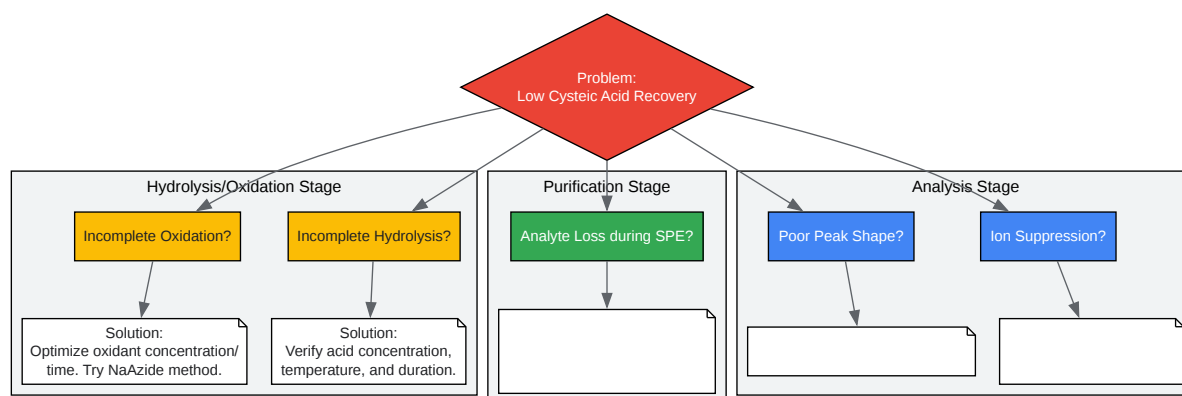 Problem:
Low Cysteic Acid Recovery
Hydrolysis/Oxidation Stage
Purification Stage
Analysis Stage
Incomplete Oxidation?
Incomplete Hydrolysis?
Analyte Loss during SPE?
Poor Peak Shape?
Ion Suppression?
Solution:
Optimize oxidant concentration/
time. Try NaAzide method.
Solution:
Verify acid concentration,
temperature, and duration.